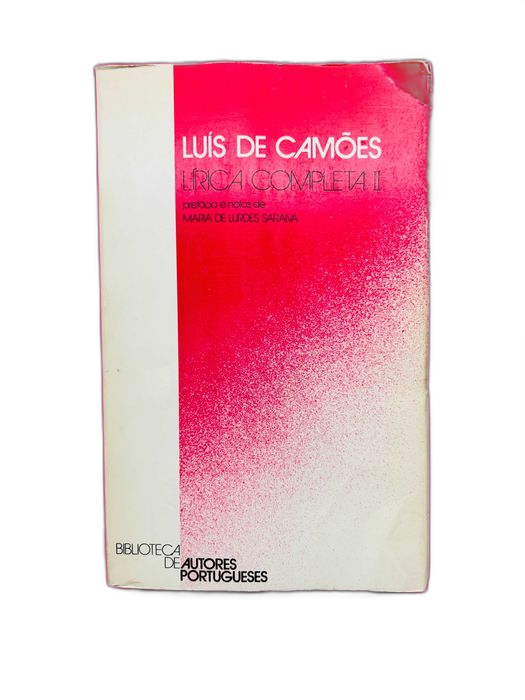 LUÍS DE CAMÕES
LÍRICA COMPLETA II
prefácio e notas de
MARIA DE LURDES SARAIVA
BIBLIOTECA
DE AUTORES
PORTUGUESES